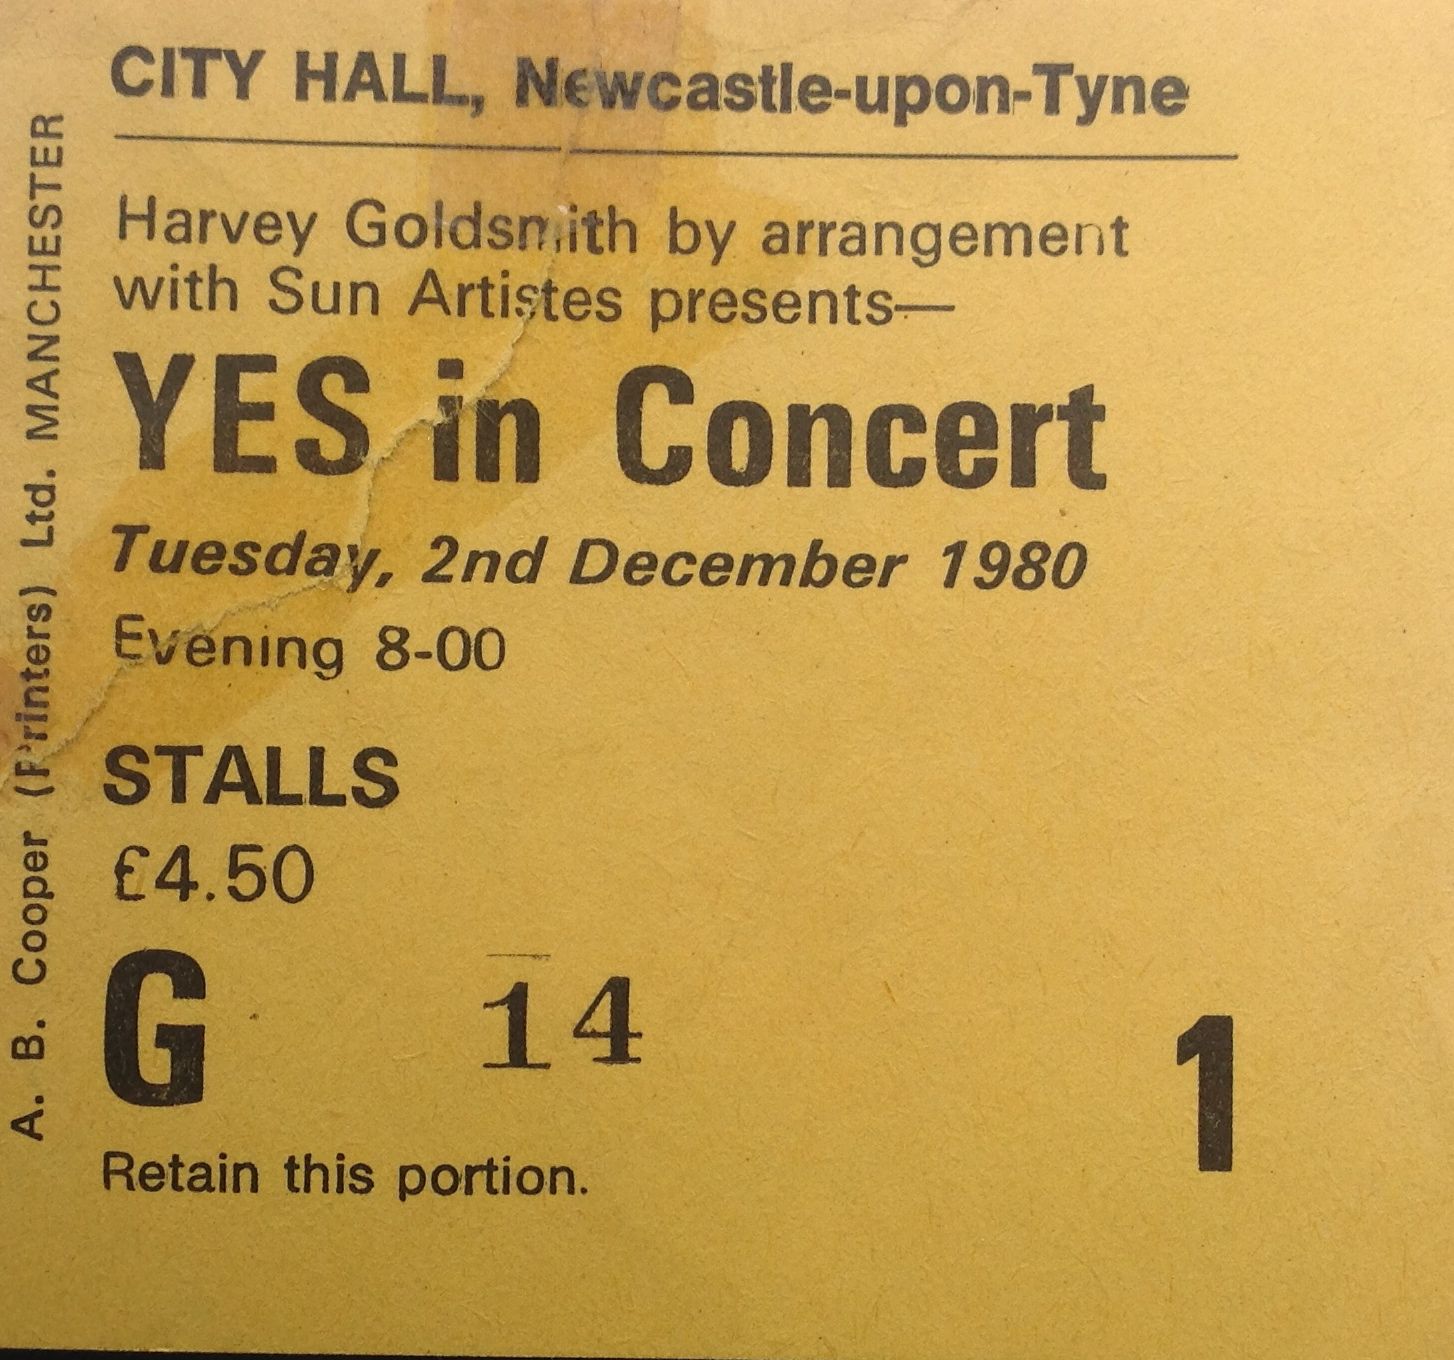 CITY HALL, Newcastle-upon-Tyne
Harvey Goldsmith by arrangement
with Sun Artistes presents—
YES in Concert
Tuesday, 2nd December 1980
Evening 8-00
STALLS
£4.50
G 14 1
Retain this portion.
A. B. Cooper (Printers) Ltd. MANCHESTER